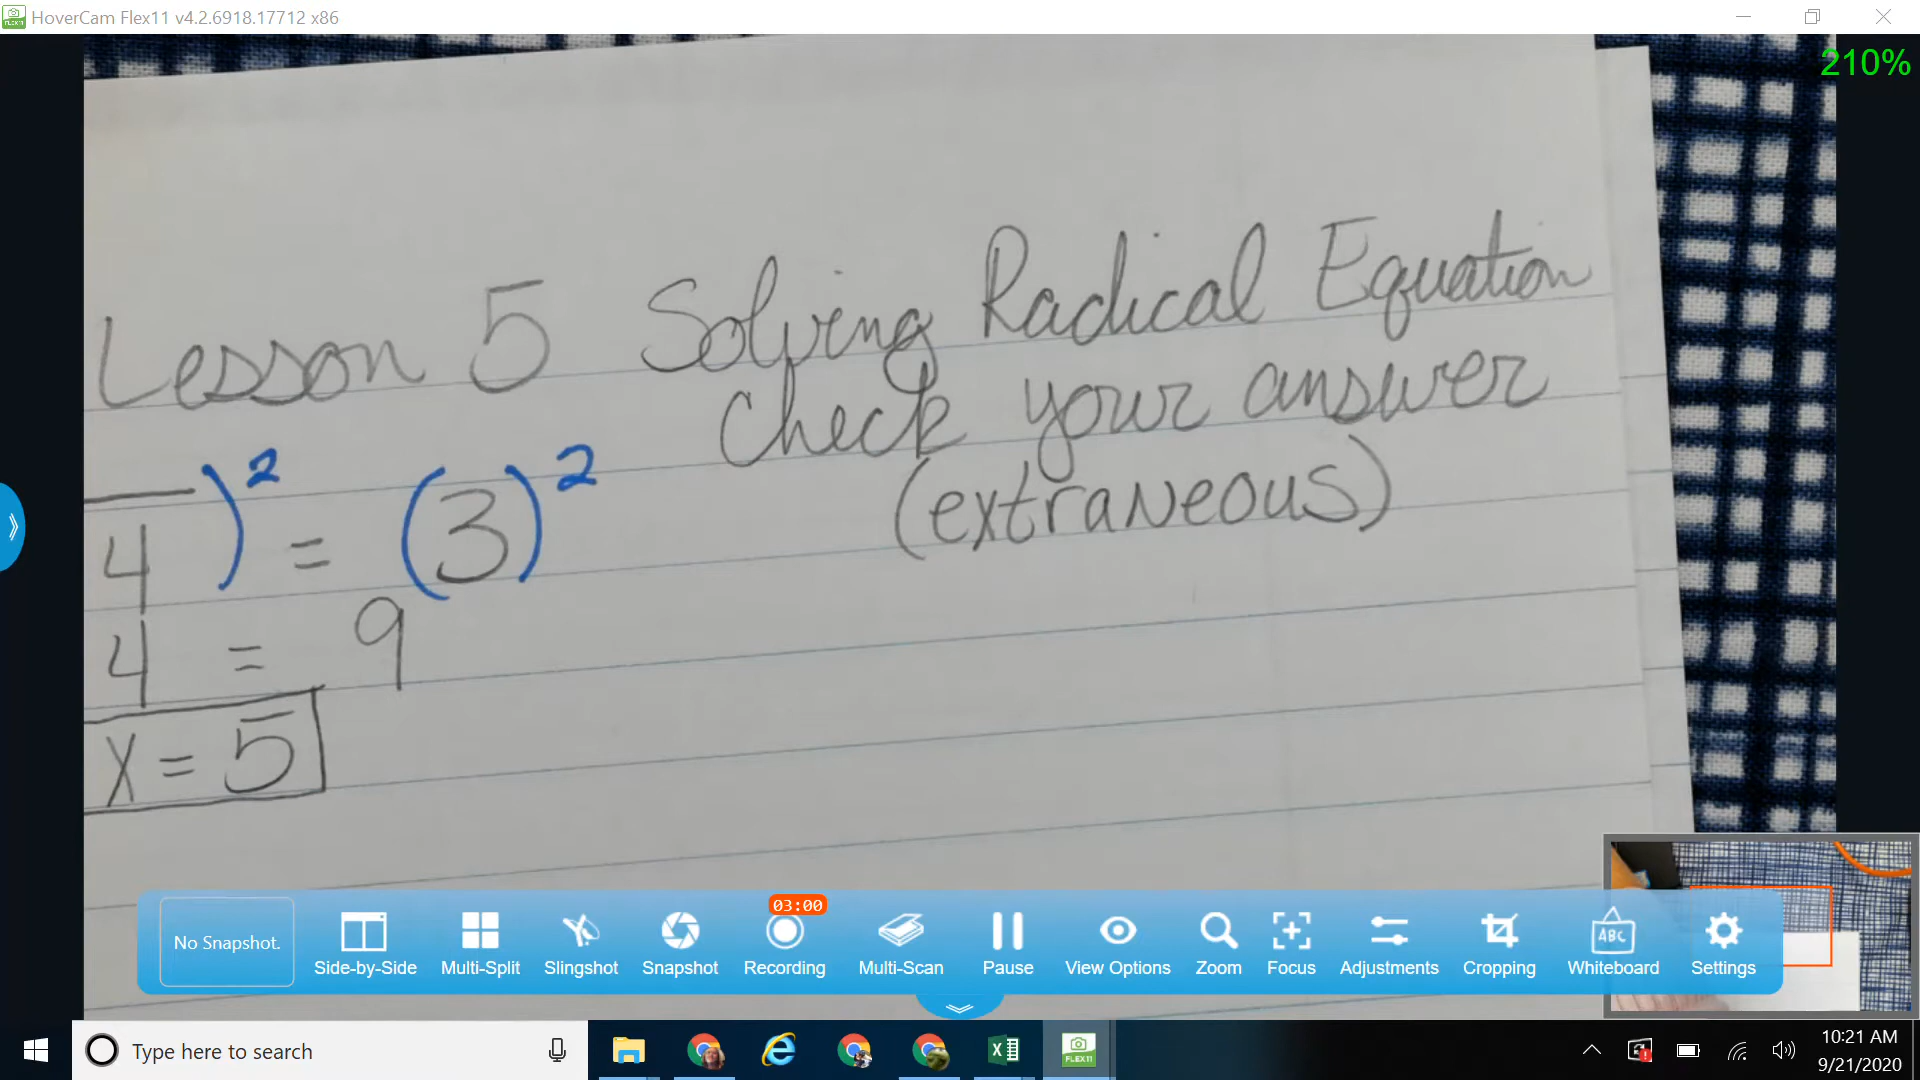 HoverCam Flex11 v4.2.6918.17712 x86
210%
Lesson 5 Solving Radical Equation
Check your answer
(extraneous)
4 )² = (3)²
4 = 9
x = 5
03:00
No Snapshot.
Side-by-Side
Multi-Split
Slingshot
Snapshot
Recording
Multi-Scan
Pause
View Options
Zoom
Focus
Adjustments
Cropping
ABC
Whiteboard
Settings
Type here to search
FLEX11
10:21 AM
9/21/2020